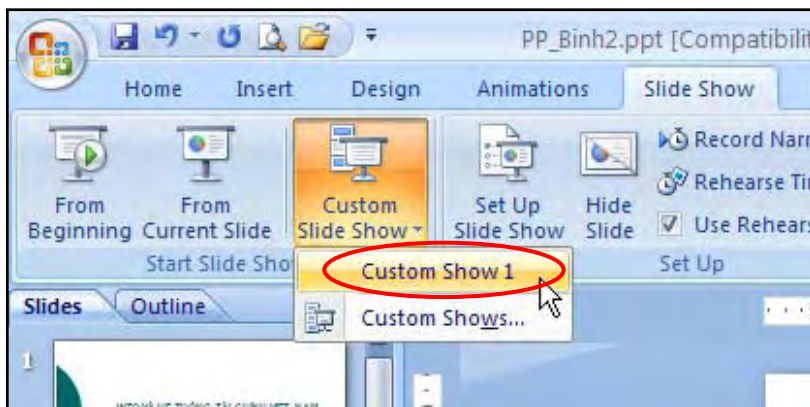 PP_Binh2.ppt [Compatibilit
Home Insert Design Animations Slide Show
From Beginning
From Current Slide
Custom Slide Show
Set Up Slide Show
Hide Slide
Record Narr
Rehearse Tim
Use Rehears
Start Slide Sho
Set Up
Custom Show 1
Custom Shows...
Slides Outline
1